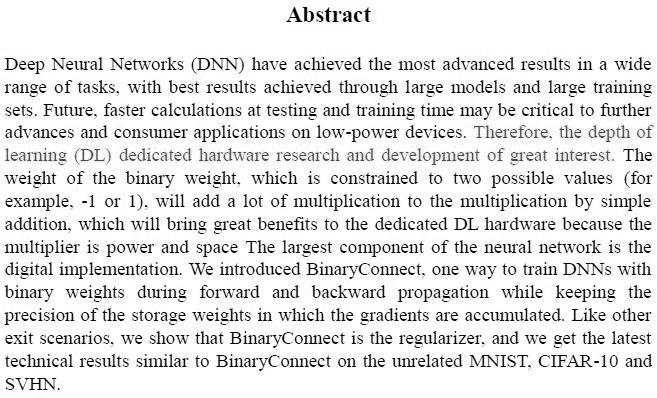 Abstract
Deep Neural Networks (DNN) have achieved the most advanced results in a wide
range of tasks, with best results achieved through large models and large training
sets. Future, faster calculations at testing and training time may be critical to further
advances and consumer applications on low-power devices. Therefore, the depth of
learning (DL) dedicated hardware research and development of great interest. The
weight of the binary weight, which is constrained to two possible values (for
example, -1 or 1), will add a lot of multiplication to the multiplication by simple
addition, which will bring great benefits to the dedicated DL hardware because the
multiplier is power and space The largest component of the neural network is the
digital implementation. We introduced BinaryConnect, one way to train DNNs with
binary weights during forward and backward propagation while keeping the
precision of the storage weights in which the gradients are accumulated. Like other
exit scenarios, we show that BinaryConnect is the regularizer, and we get the latest
technical results similar to BinaryConnect on the unrelated MNIST, CIFAR-10 and
SVHN.